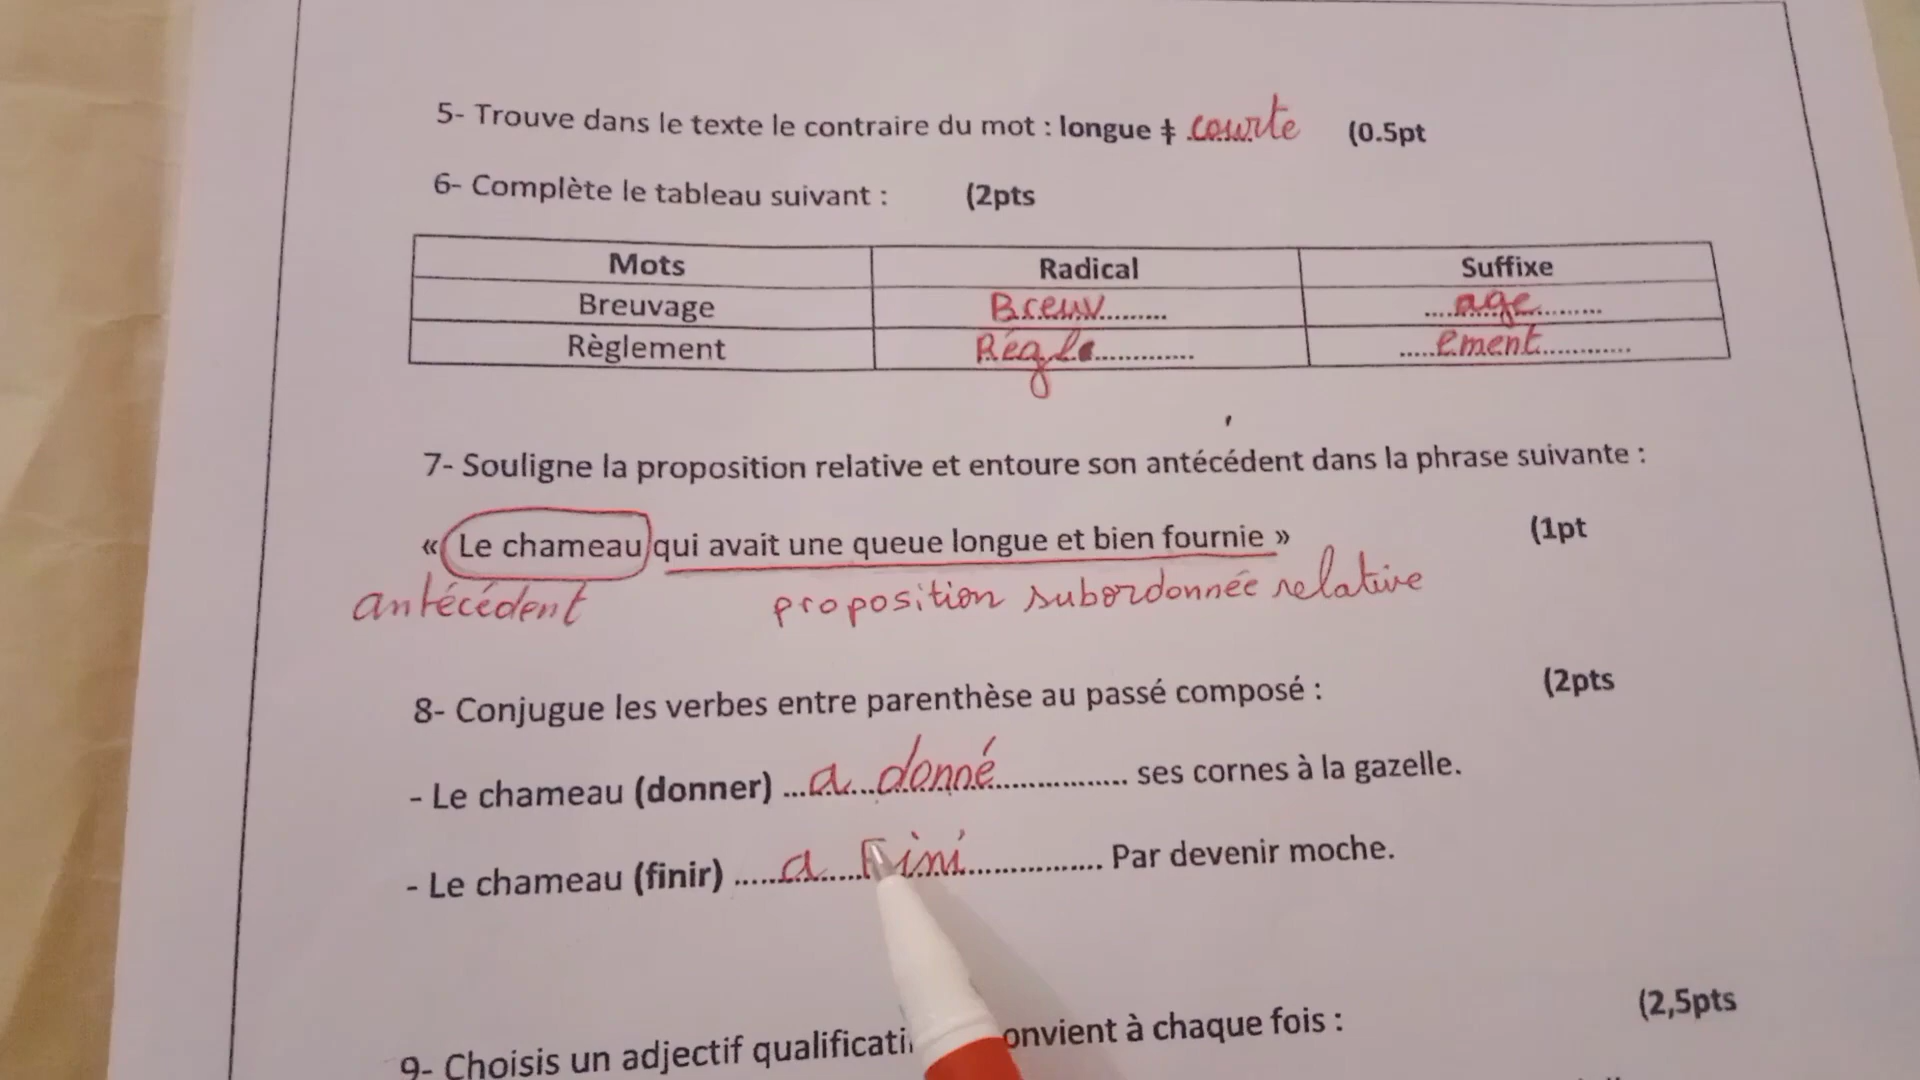 5- Trouve dans le texte le contraire du mot : longue ǂ courte (0.5pt
6- Complète le tableau suivant : (2pts
Mots Radical Suffixe
Breuvage Breuv......... ....age.........
Règlement Régle............. .....ement............
7- Souligne la proposition relative et entoure son antécédent dans la phrase suivante :
« Le chameau qui avait une queue longue et bien fournie » (1pt
antécédent proposition subordonnée relative
8- Conjugue les verbes entre parenthèse au passé composé : (2pts
- Le chameau (donner) ...a...donné............... ses cornes à la gazelle.
- Le chameau (finir) ......a.....fini............... Par devenir moche.
9- Choisis un adjectif à chaque fois : (2,5pts